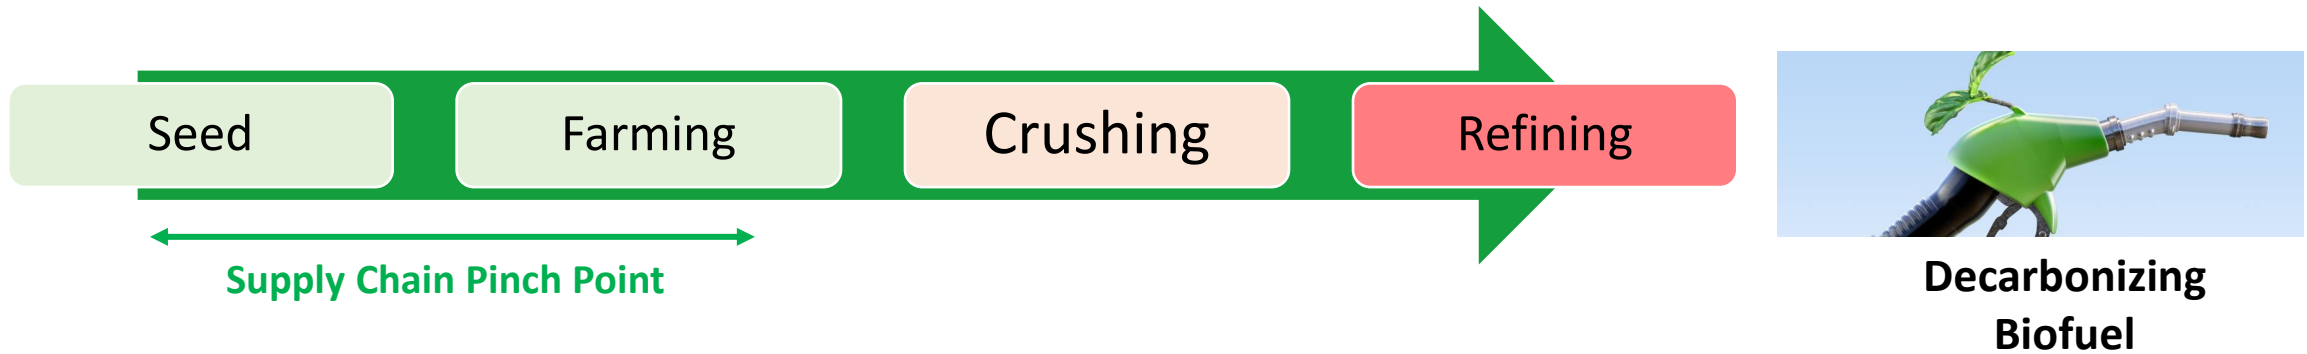 Seed
Farming
Crushing
Refining
Supply Chain Pinch Point
Decarbonizing
Biofuel